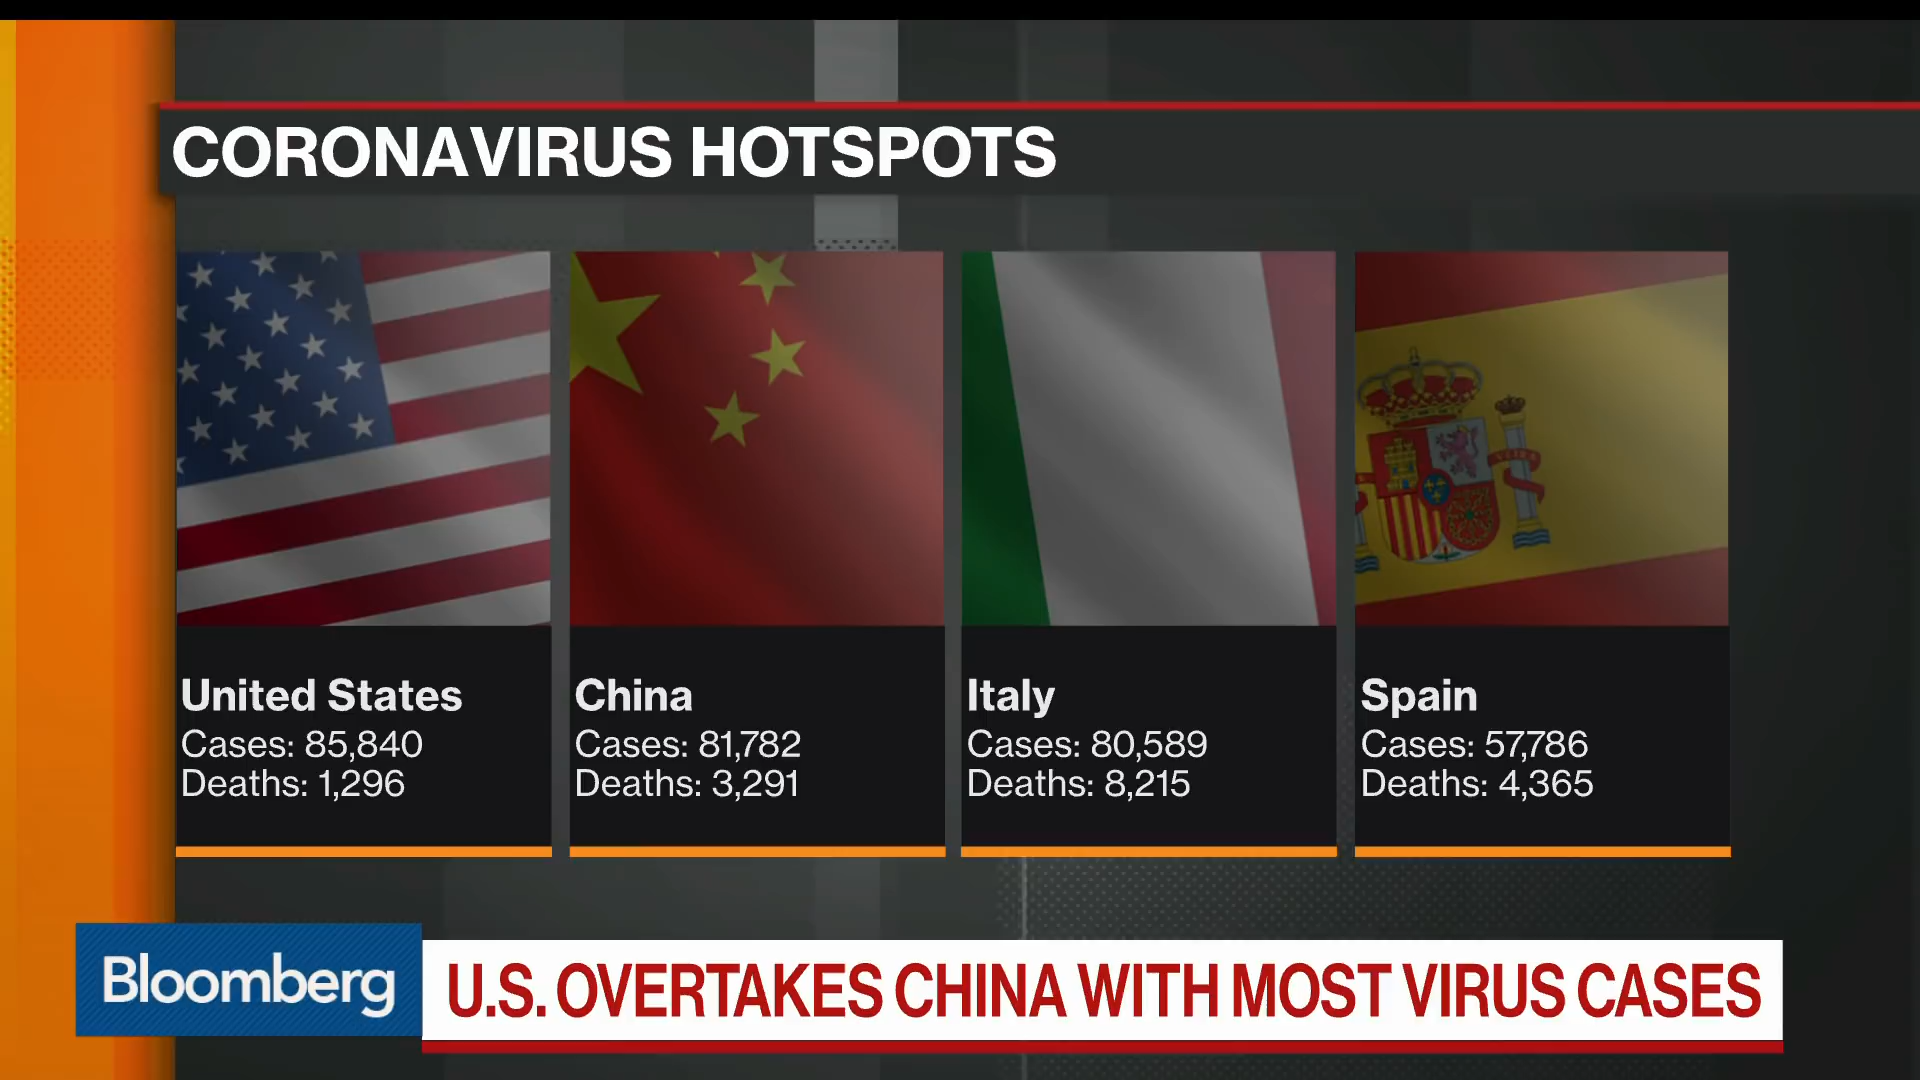 CORONAVIRUS HOTSPOTS
United States
Cases: 85,840
Deaths: 1,296
China
Cases: 81,782
Deaths: 3,291
Italy
Cases: 80,589
Deaths: 8,215
Spain
Cases: 57,786
Deaths: 4,365
Bloomberg
U.S. OVERTAKES CHINA WITH MOST VIRUS CASES